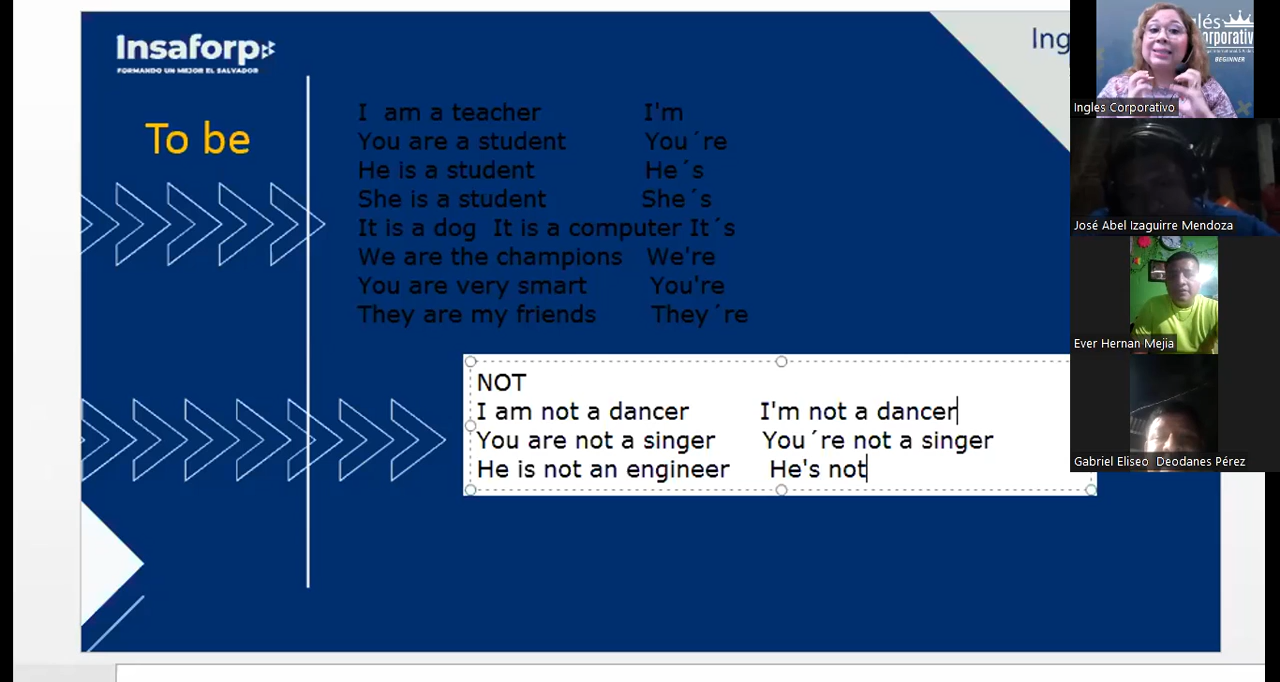 Insaforp
FORMANDO UN MEJOR EL SALVADOR
Ing
To be
I  am a teacher I'm
You are a student You´re
He is a student He´s
She is a student She´s
It is a dog  It is a computer It´s
We are the champions We're
You are very smart You're
They are my friends They´re
NOT
I am not a dancer I'm not a dancer
You are not a singer You´re not a singer
He is not an engineer He's not
glés
orporativ
BEGINNER
Ingles Corporativo
José Abel Izaguirre Mendoza
Ever Hernan Mejia
Gabriel Eliseo  Deodanes Pérez